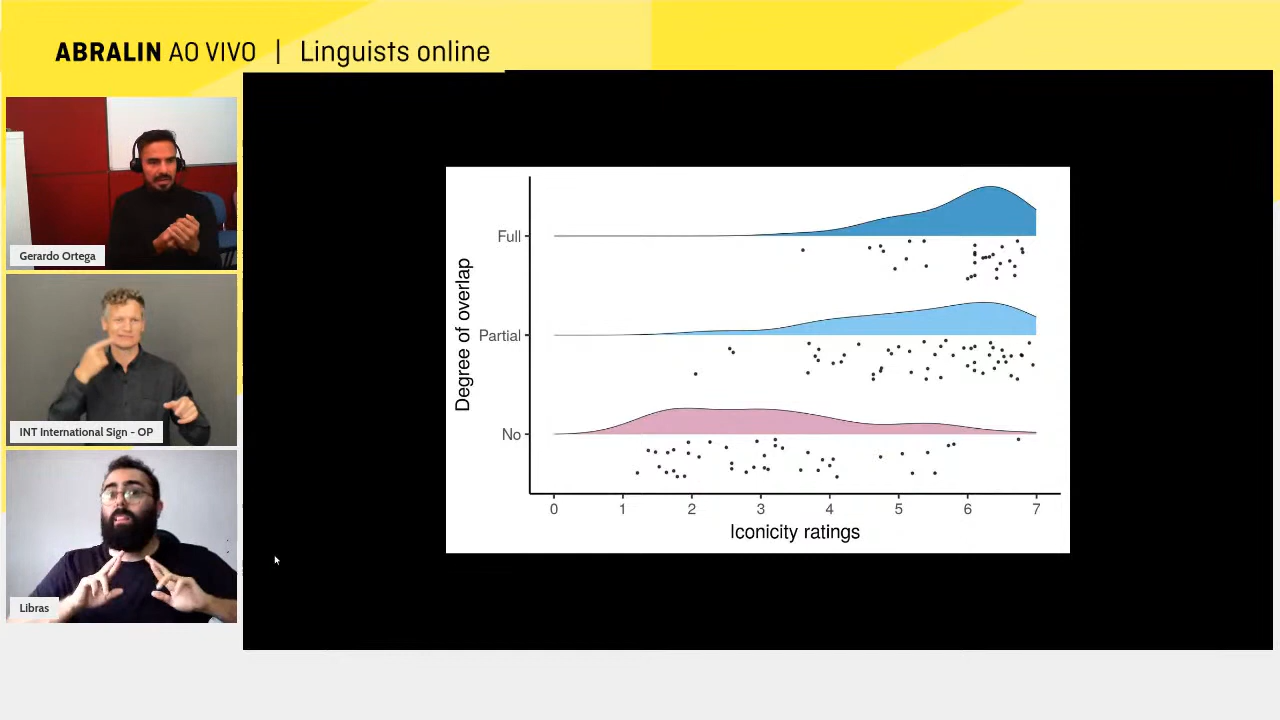 ABRALIN AO VIVO | Linguists online
Gerardo Ortega
INT International Sign - OP
Libras
Degree of overlap
Full
Partial
No
0 1 2 3 4 5 6 7
Iconicity ratings